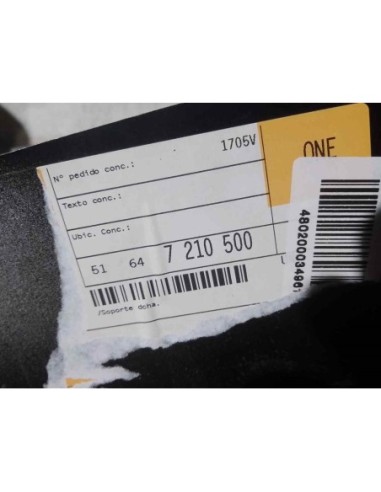 1705V
ONE
Nº pedido conc.:
Texto conc.:
Ubic. Conc.:
51 64 7 210 500
/Soporte dcha.